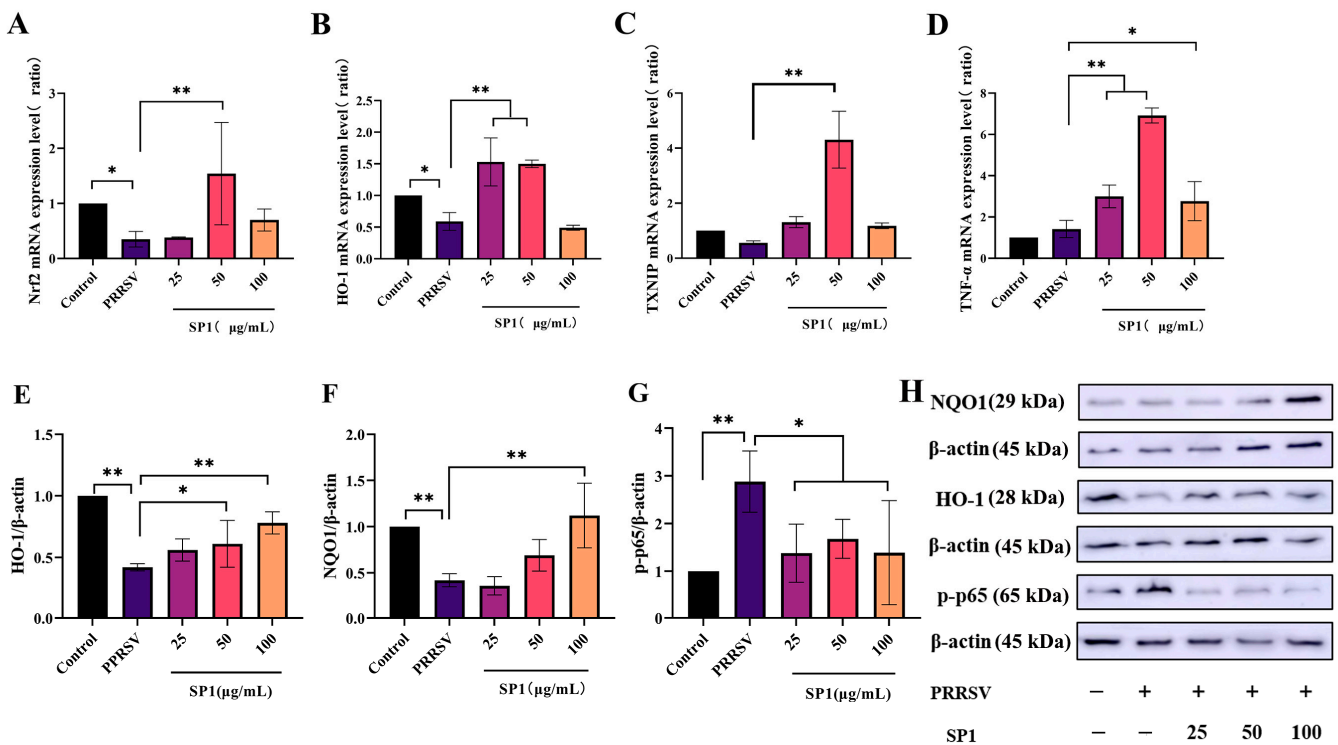 A
Nrf2 mRNA expression level( ratio)
3
2
1
0
*
**
Control
PRRSV
25
50
100
SP1( μg/mL)
B
HO-1 mRNA expression level( ratio)
2.5
2.0
1.5
1.0
0.5
0.0
*
**
Control
PRRSV
25
50
100
SP1( μg/mL)
C
TXNIP mRNA expression level( ratio)
6
4
2
0
**
Control
PRRSV
25
50
100
SP1( μg/mL)
D
TNF-α mRNA expression level( ratio)
8
6
4
2
0
*
**
Control
PRRSV
25
50
100
SP1( μg/mL)
E
HO-1/β-actin
1.5
1.0
0.5
0.0
**
**
*
Control
PPRSV
25
50
100
SP1(μg/mL)
F
NQO1/β-actin
2.0
1.5
1.0
0.5
0.0
**
**
Control
PRRSV
25
50
100
SP1(μg/mL)
G
p-p65/β-actin
4
3
2
1
0
**
*
Control
PRRSV
25
50
100
SP1(μg/mL)
H
NQO1(29 kDa)
β-actin (45 kDa)
HO-1 (28 kDa)
β-actin (45 kDa)
p-p65 (65 kDa)
β-actin (45 kDa)
PRRSV − + + + +
SP1 − − 25 50 100